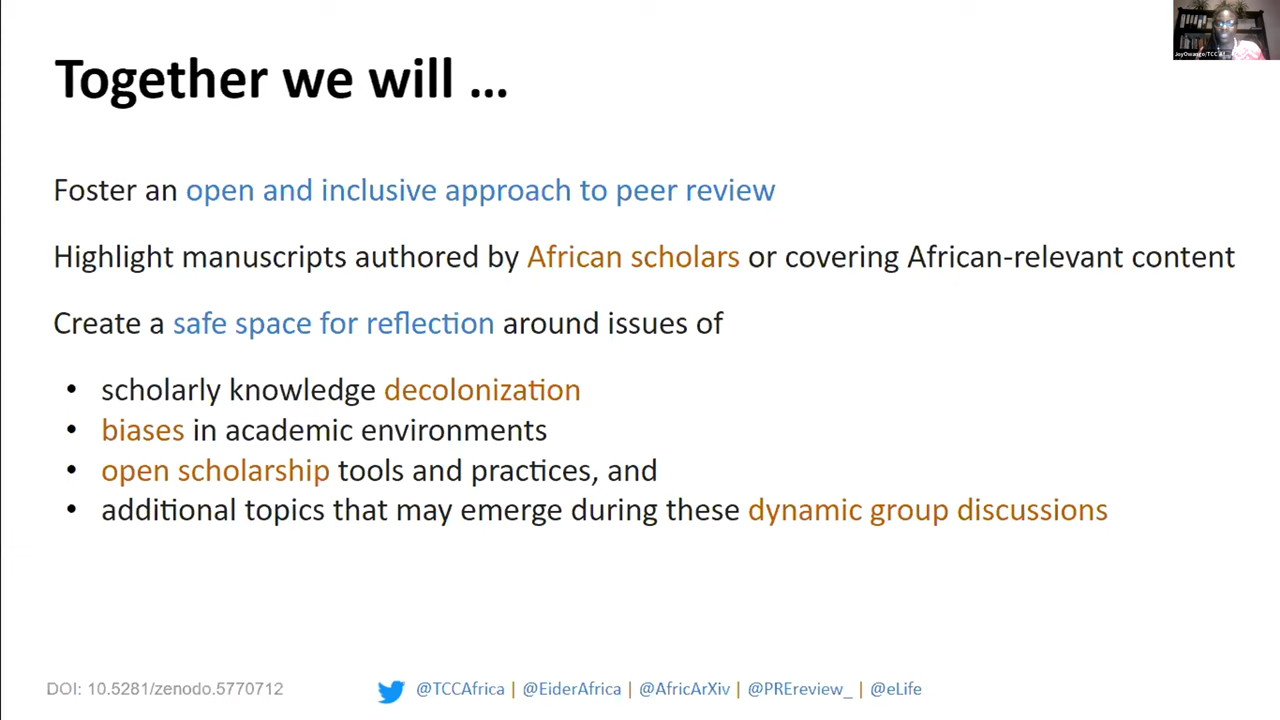 JoyOwango/TCC Af...
Together we will ...
Foster an open and inclusive approach to peer review
Highlight manuscripts authored by African scholars or covering African-relevant content
Create a safe space for reflection around issues of
• scholarly knowledge decolonization
• biases in academic environments
• open scholarship tools and practices, and
• additional topics that may emerge during these dynamic group discussions
DOI: 10.5281/zenodo.5770712
@TCCAfrica | @EiderAfrica | @AfricArXiv | @PREreview_ | @eLife